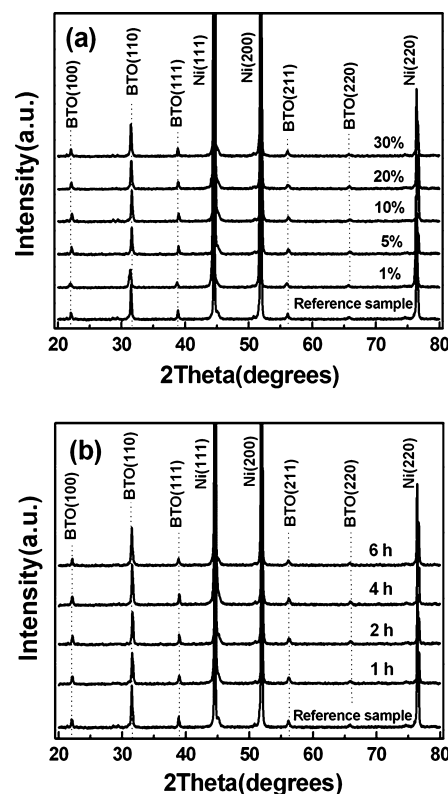 (a)
BTO(100)
BTO(110)
BTO(111)
Ni(111)
Ni(200)
BTO(211)
BTO(220)
Ni(220)
30%
20%
10%
5%
1%
Reference sample
Intensity(a.u.)
20 30 40 50 60 70 80
2Theta(degrees)
(b)
BTO(100)
BTO(110)
BTO(111)
Ni(111)
Ni(200)
BTO(211)
BTO(220)
Ni(220)
6 h
4 h
2 h
1 h
Reference sample
Intensity(a.u.)
20 30 40 50 60 70 80
2Theta(degrees)